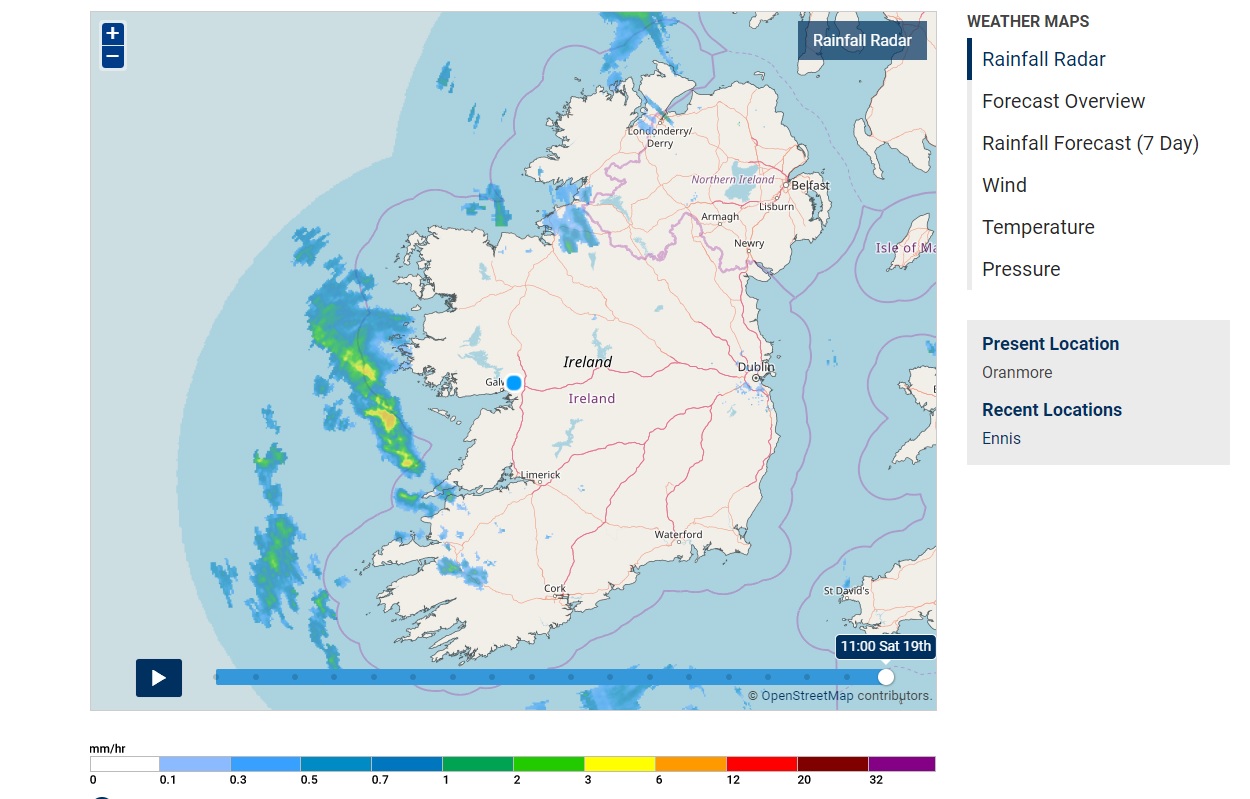 +
−
Rainfall Radar
Londonderry/
Derry
Northern Ireland
Belfast
Lisburn
Armagh
Newry
Isle of Ma
Ireland
Dublin
Galw
Ireland
Limerick
Waterford
Cork
St David's
11:00 Sat 19th
© OpenStreetMap contributors.
mm/hr
0 0.1 0.3 0.5 0.7 1 2 3 6 12 20 32
WEATHER MAPS
Rainfall Radar
Forecast Overview
Rainfall Forecast (7 Day)
Wind
Temperature
Pressure
Present Location
Oranmore
Recent Locations
Ennis